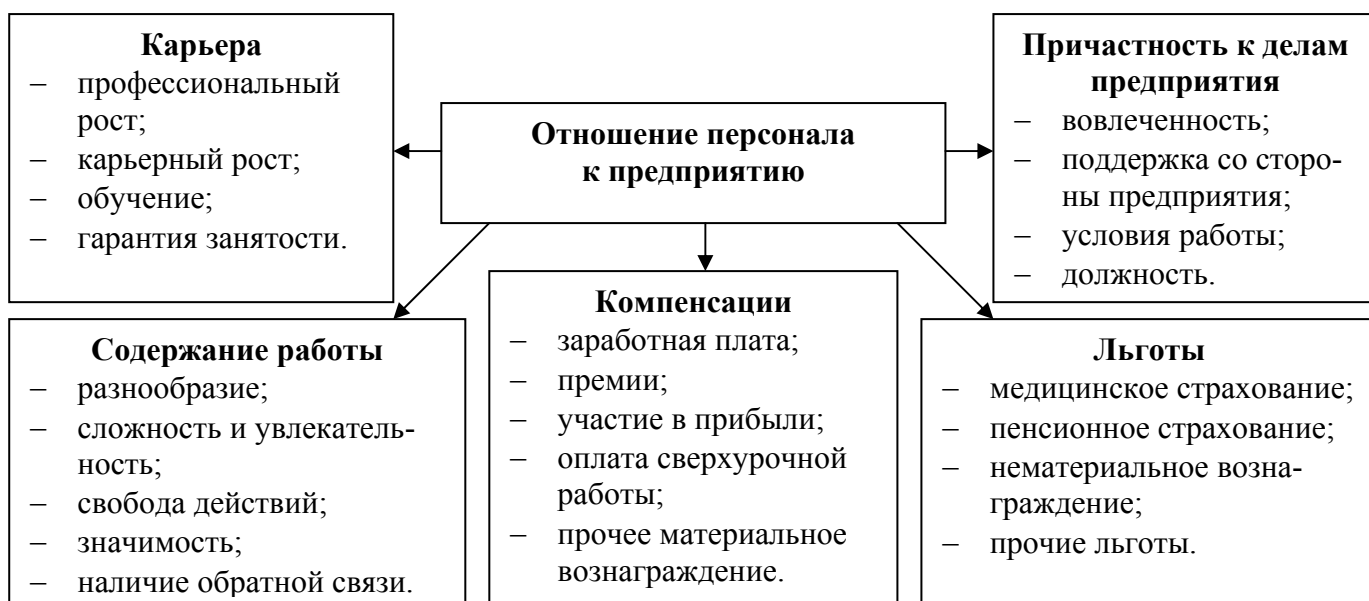 Карьера
– профессиональный
рост;
– карьерный рост;
– обучение;
– гарантия занятости.
Отношение персонала
к предприятию
Причастность к делам
предприятия
– вовлеченность;
– поддержка со сторо-
ны предприятия;
– условия работы;
– должность.
Содержание работы
– разнообразие;
– сложность и увлекатель-
ность;
– свобода действий;
– значимость;
– наличие обратной связи.
Компенсации
– заработная плата;
– премии;
– участие в прибыли;
– оплата сверхурочной
работы;
– прочее материальное
вознаграждение.
Льготы
– медицинское страхование;
– пенсионное страхование;
– нематериальное возна-
граждение;
– прочие льготы.